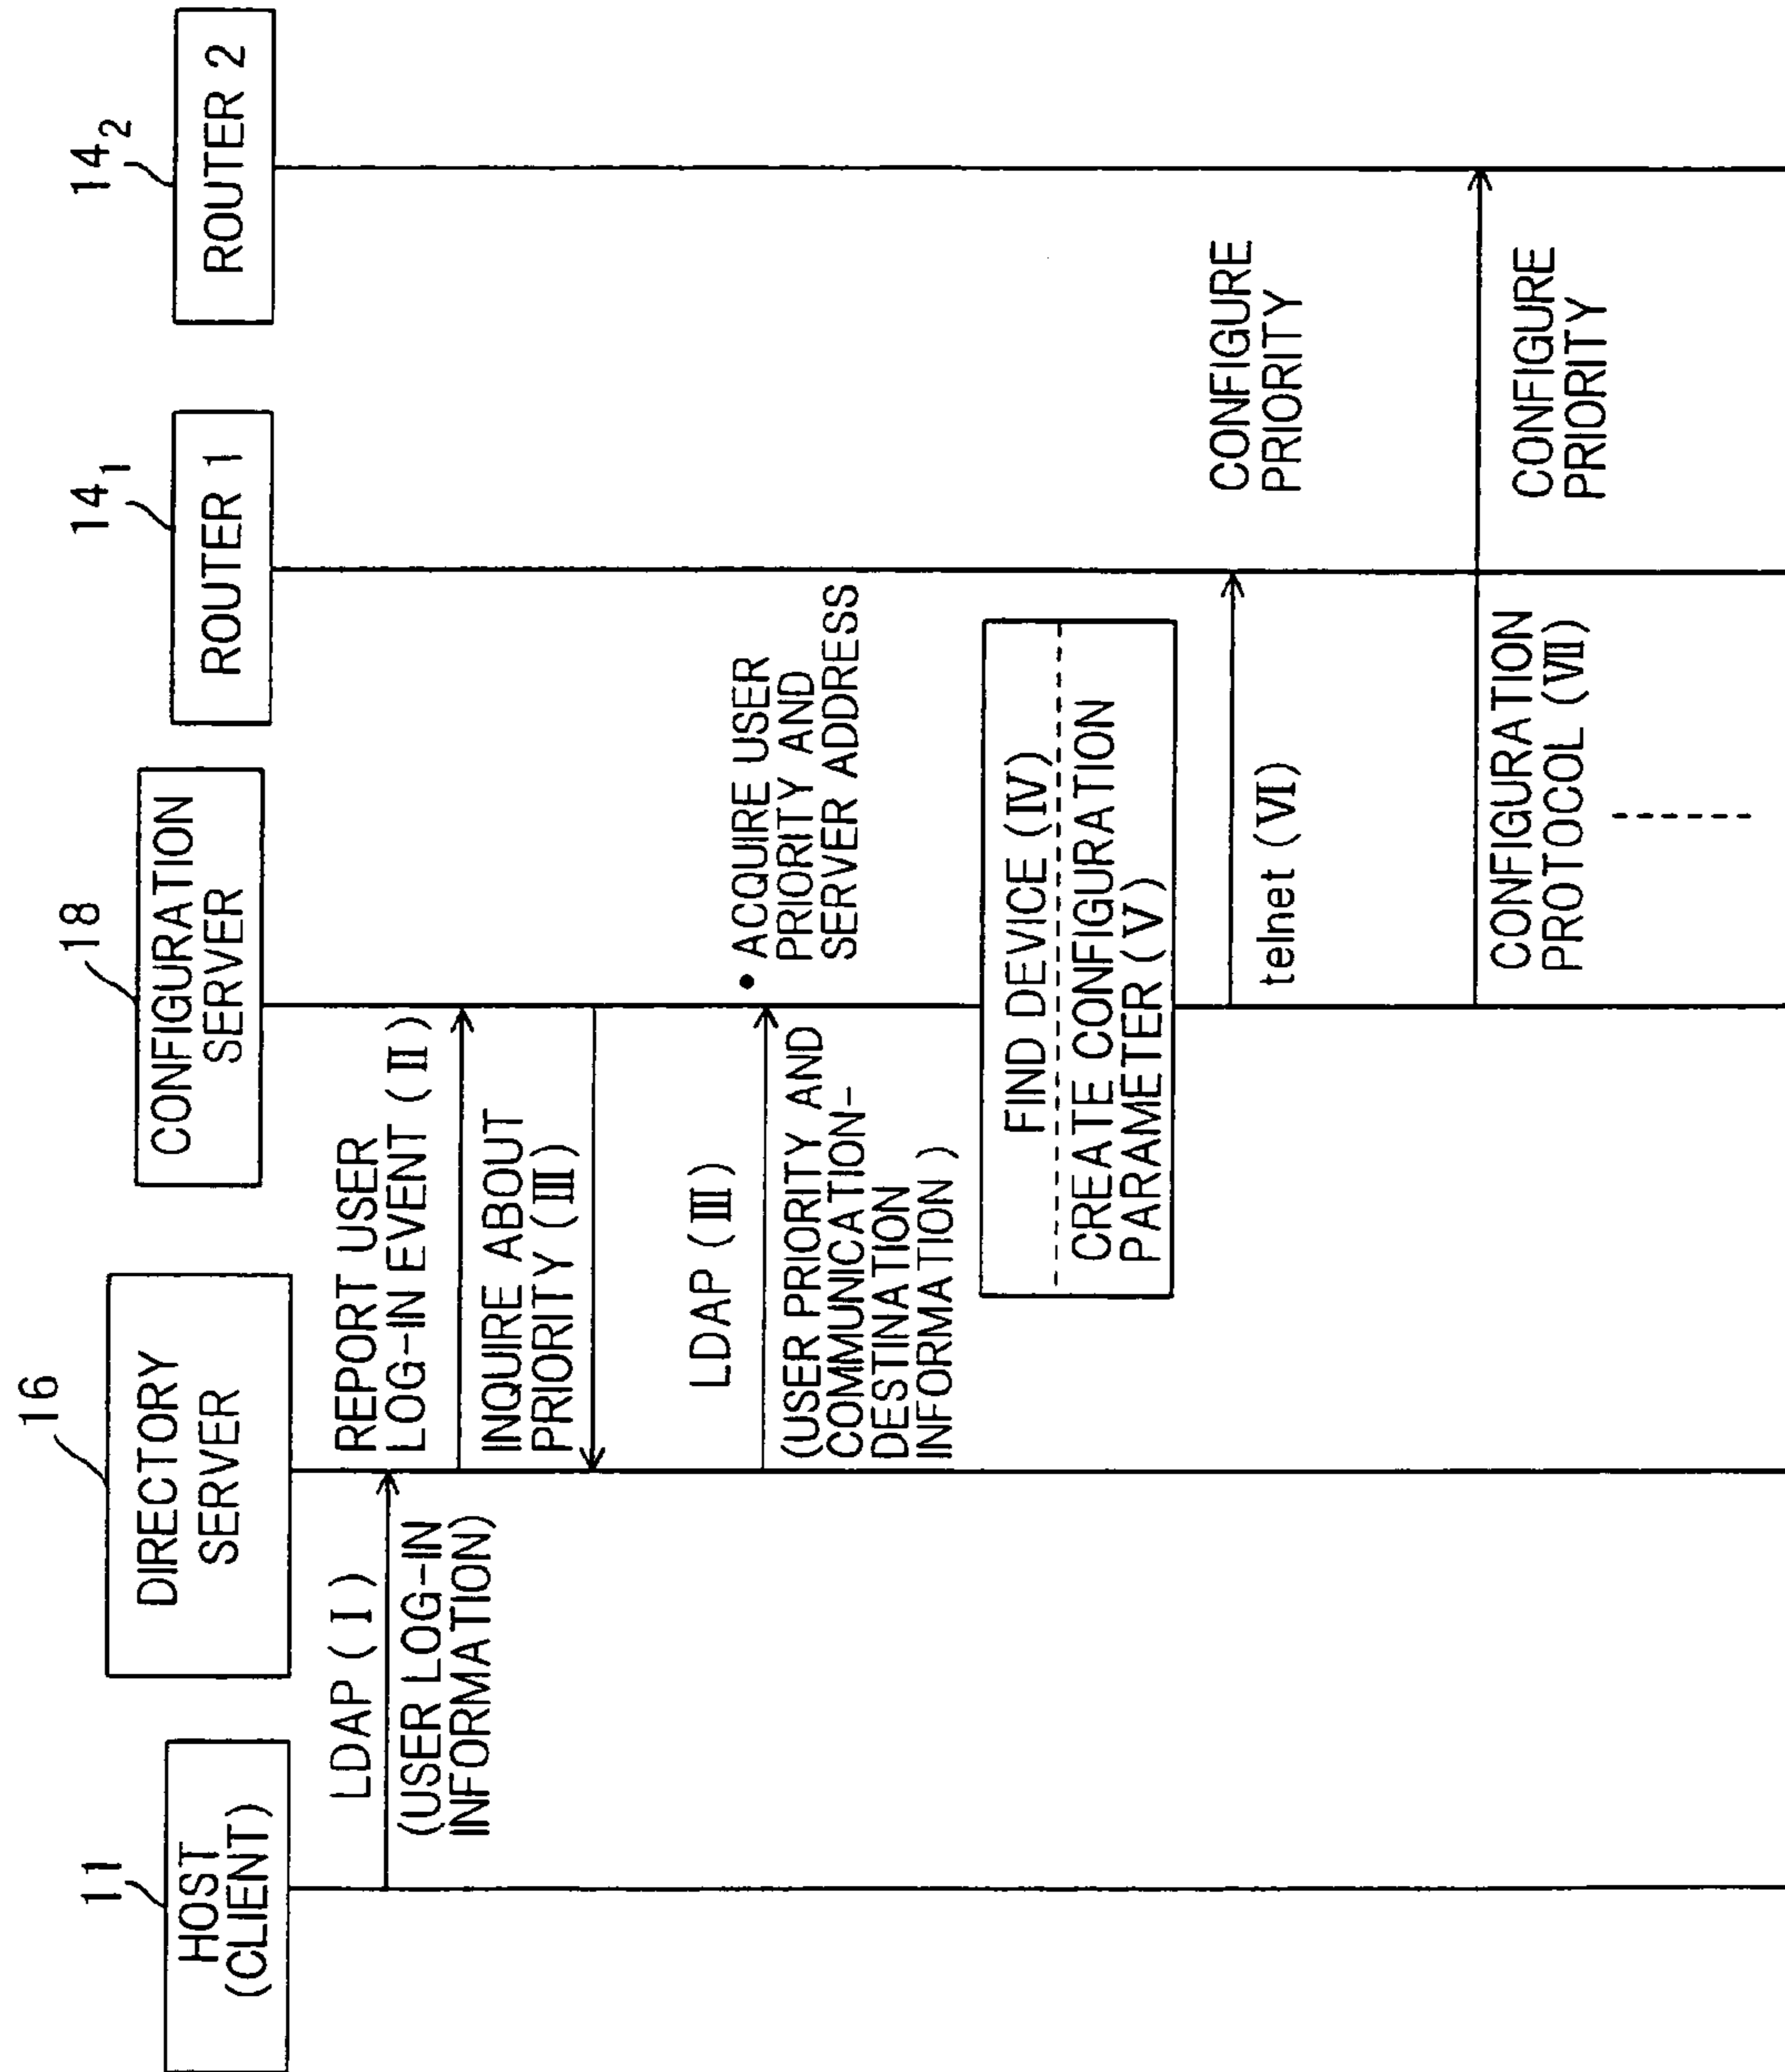 11
HOST
(CLIENT)
16
DIRECTORY
SERVER
18
CONFIGURATION
SERVER
14₁
ROUTER 1
14₂
ROUTER 2
LDAP (I)
(USER LOG-IN
INFORMATION)
REPORT USER
LOG-IN EVENT (II)
INQUIRE ABOUT
PRIORITY (III)
LDAP (III)
(USER PRIORITY AND
COMMUNICATION-
DESTINATION
INFORMATION)
• ACQUIRE USER
PRIORITY AND
SERVER ADDRESS
FIND DEVICE (IV)
CREATE CONFIGURATION
PARAMETER (V)
telnet (VI)
CONFIGURE
PRIORITY
CONFIGURATION
PROTOCOL (VII)
CONFIGURE
PRIORITY